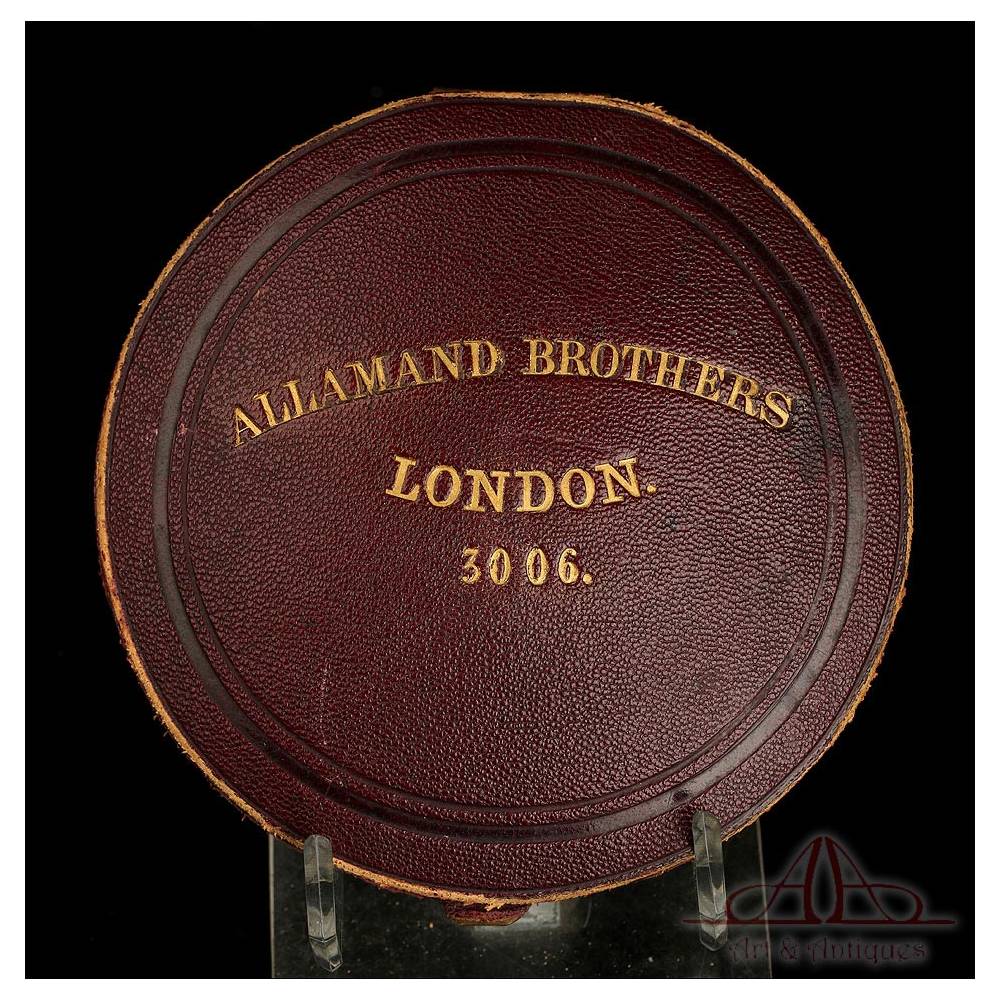 ALLAMAND BROTHERS
LONDON.
3006.
Art & Antiques